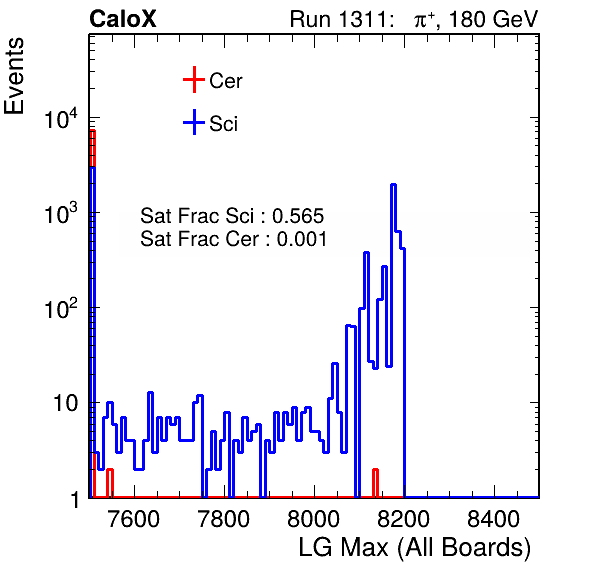 CaloX Run 1311: π⁺, 180 GeV
Events
Cer
Sci
Sat Frac Sci : 0.565
Sat Frac Cer : 0.001
10⁴
10³
10²
10
1
7600 7800 8000 8200 8400
LG Max (All Boards)